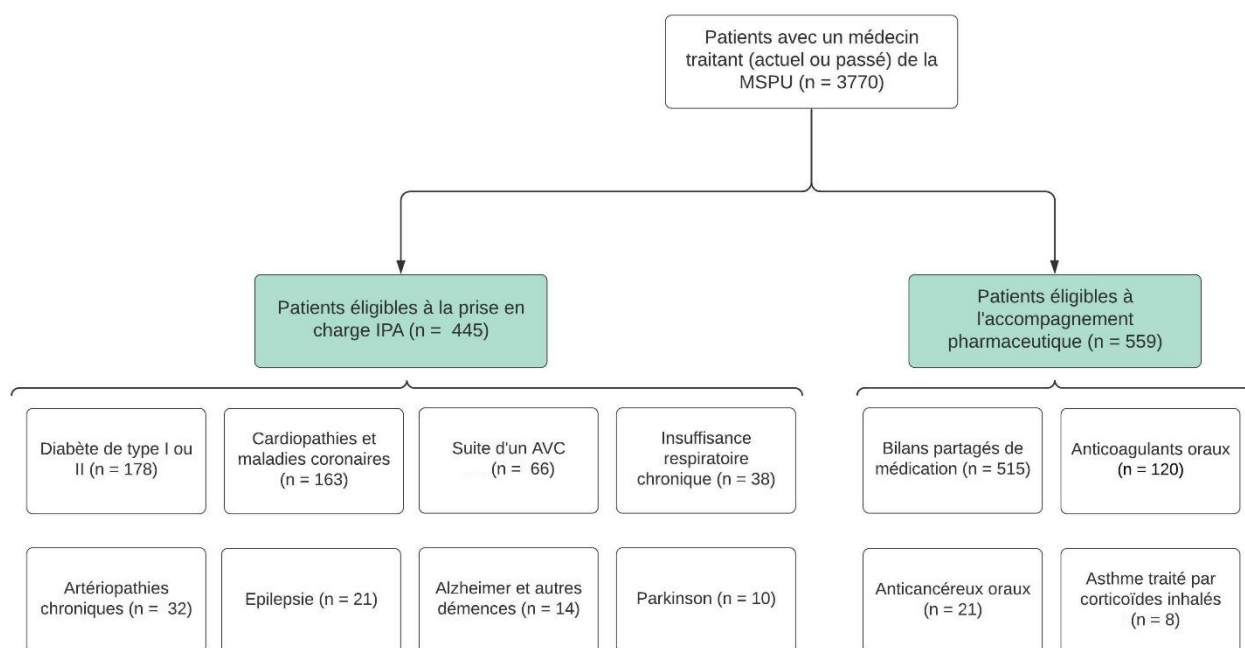 Patients avec un médecin
traitant (actuel ou passé) de la
MSPU (n = 3770)
Patients éligibles à la prise en
charge IPA (n = 445)
Patients éligibles à
l'accompagnement
pharmaceutique (n = 559)
Diabète de type I ou
II (n = 178)
Cardiopathies et
maladies coronaires
(n = 163)
Suite d'un AVC
(n = 66)
Insuffisance
respiratoire
chronique (n = 38)
Bilans partagés de
médication (n = 515)
Anticoagulants oraux
(n = 120)
Artériopathies
chroniques (n = 32)
Epilepsie (n = 21)
Alzheimer et autres
démences (n = 14)
Parkinson (n = 10)
Anticancéreux oraux
(n = 21)
Asthme traité par
corticoïdes inhalés
(n = 8)